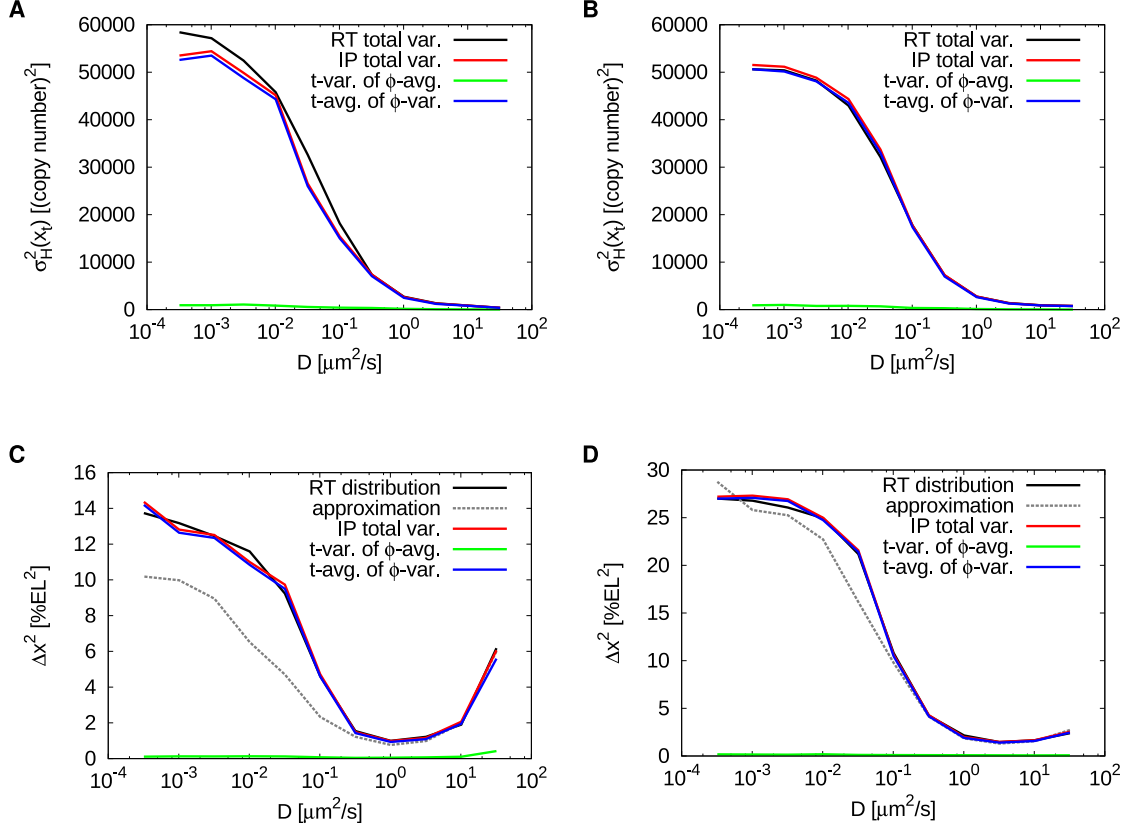 A
60000
50000
40000
30000
20000
10000
0
σ²H(xt) [(copy number)²]
RT total var.
IP total var.
t-var. of ϕ-avg.
t-avg. of ϕ-var.
10⁻⁴ 10⁻³ 10⁻² 10⁻¹ 10⁰ 10¹ 10²
D [μm²/s]
B
60000
50000
40000
30000
20000
10000
0
σ²H(xt) [(copy number)²]
RT total var.
IP total var.
t-var. of ϕ-avg.
t-avg. of ϕ-var.
10⁻⁴ 10⁻³ 10⁻² 10⁻¹ 10⁰ 10¹ 10²
D [μm²/s]
C
16
14
12
10
8
6
4
2
0
Δx² [%EL²]
RT distribution
approximation
IP total var.
t-var. of ϕ-avg.
t-avg. of ϕ-var.
10⁻⁴ 10⁻³ 10⁻² 10⁻¹ 10⁰ 10¹ 10²
D [μm²/s]
D
30
25
20
15
10
5
0
Δx² [%EL²]
RT distribution
approximation
IP total var.
t-var. of ϕ-avg.
t-avg. of ϕ-var.
10⁻⁴ 10⁻³ 10⁻² 10⁻¹ 10⁰ 10¹ 10²
D [μm²/s]